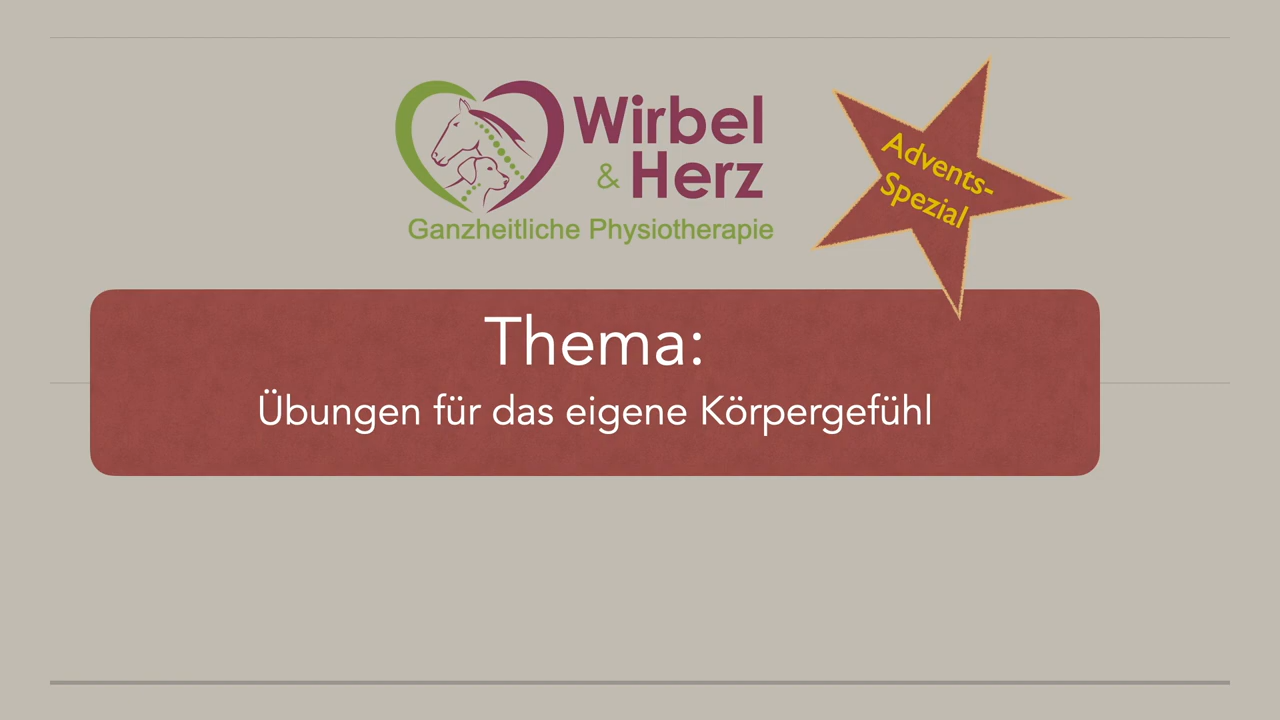 Wirbel
& Herz
Ganzheitliche Physiotherapie
Advents-
Spezial
Thema:
Übungen für das eigene Körpergefühl